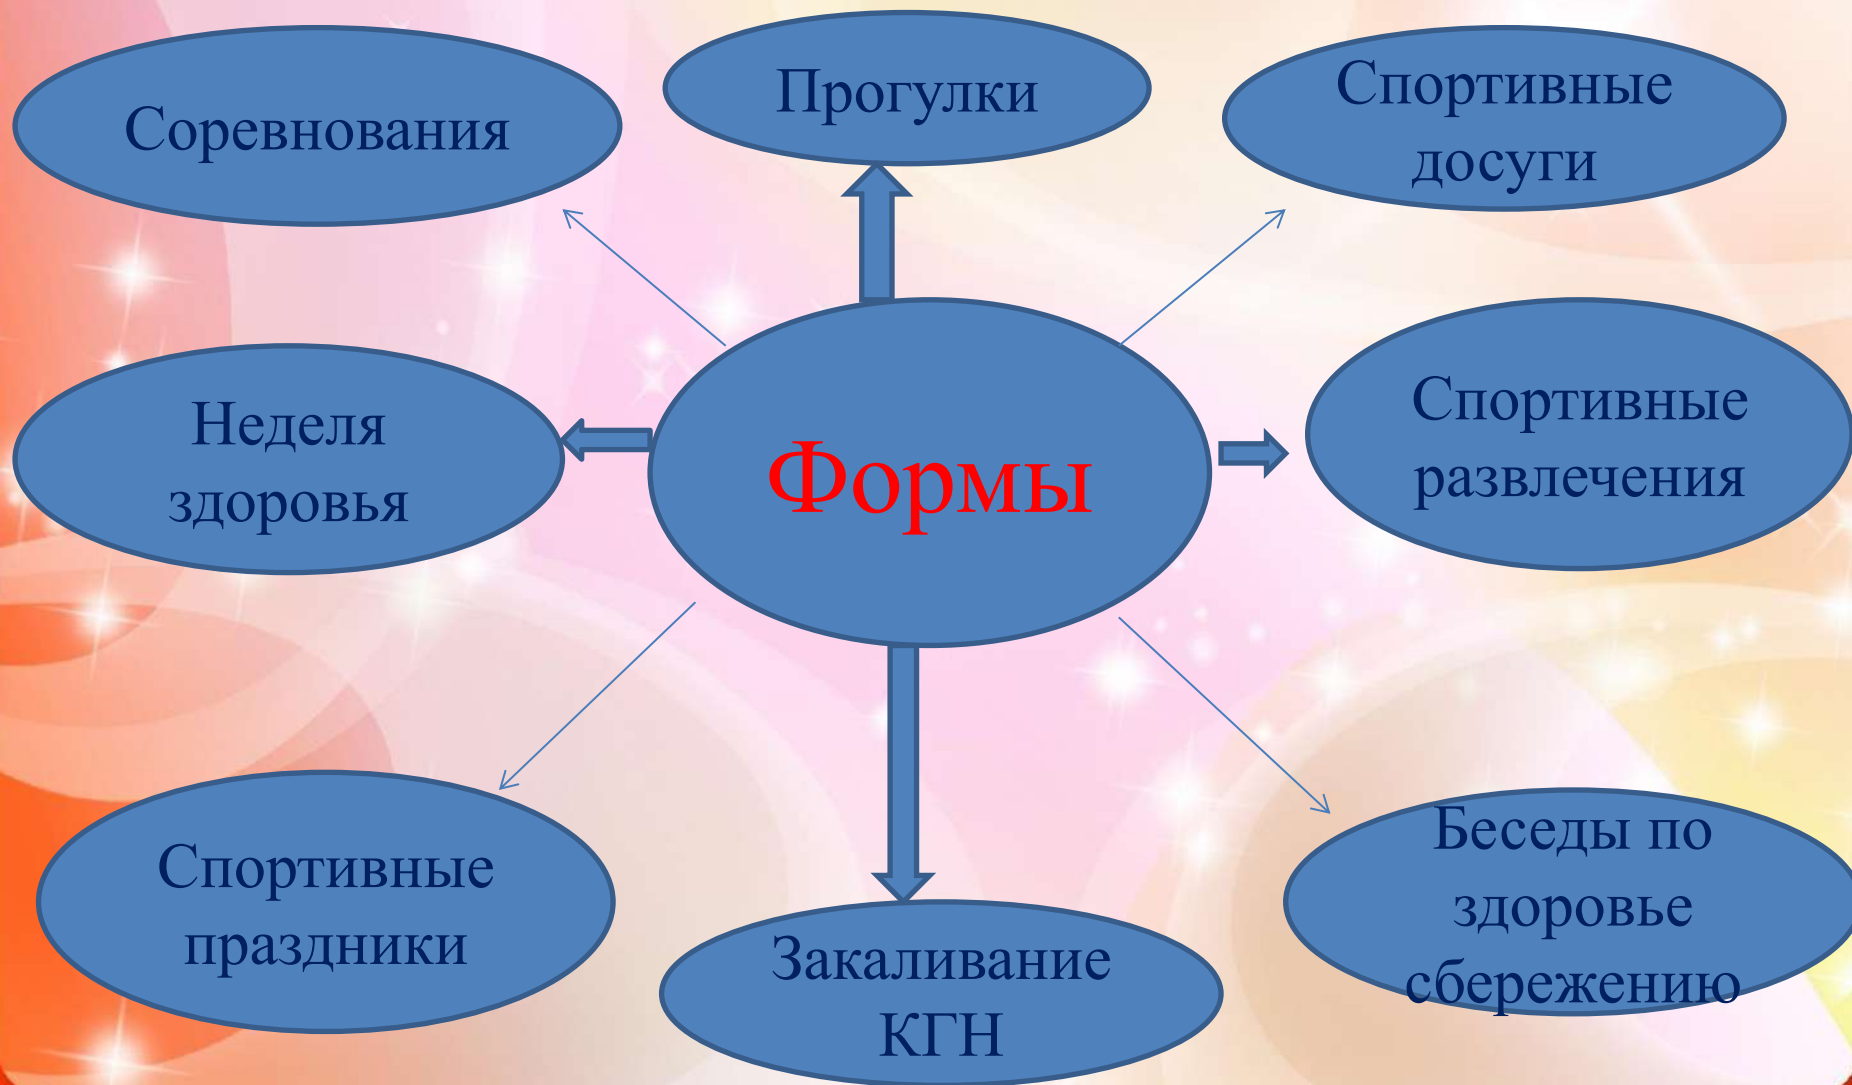 Соревнования
Прогулки
Спортивные
досуги
Неделя
здоровья
Формы
Спортивные
развлечения
Спортивные
праздники
Закаливание
КГН
Беседы по
здоровье
сбережению